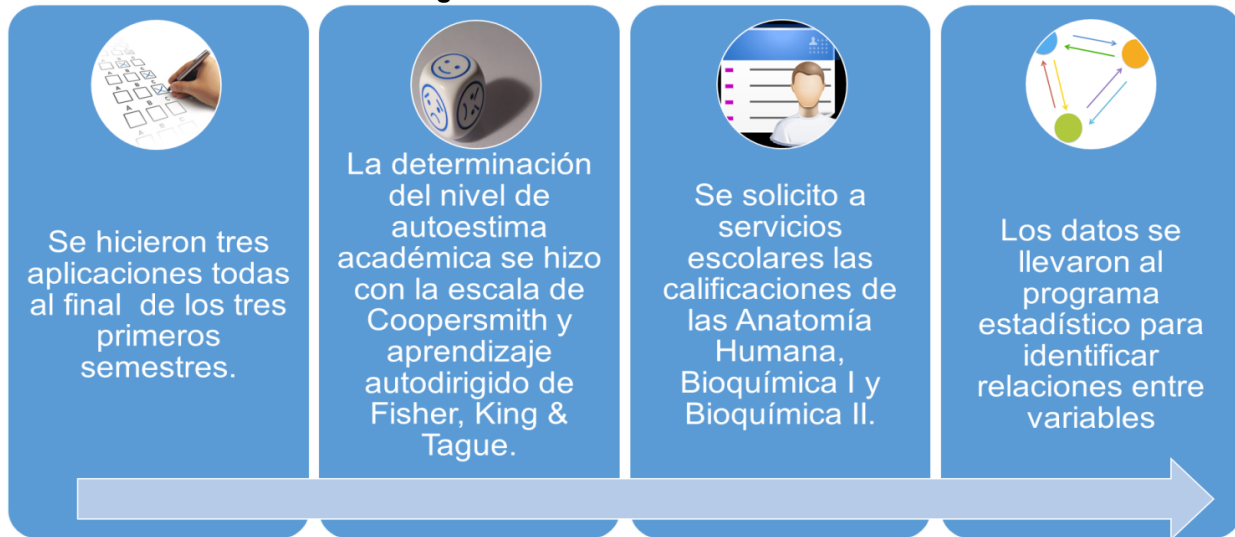 Se hicieron tres
aplicaciones todas
al final de los tres
primeros
semestres.
La determinación
del nivel de
autoestima
académica se hizo
con la escala de
Coopersmith y
aprendizaje
autodirigido de
Fisher, King &
Tague.
Se solicito a
servicios
escolares las
calificaciones de
las Anatomía
Humana,
Bioquímica I y
Bioquímica II.
Los datos se
llevaron al
programa
estadístico para
identificar
relaciones entre
variables